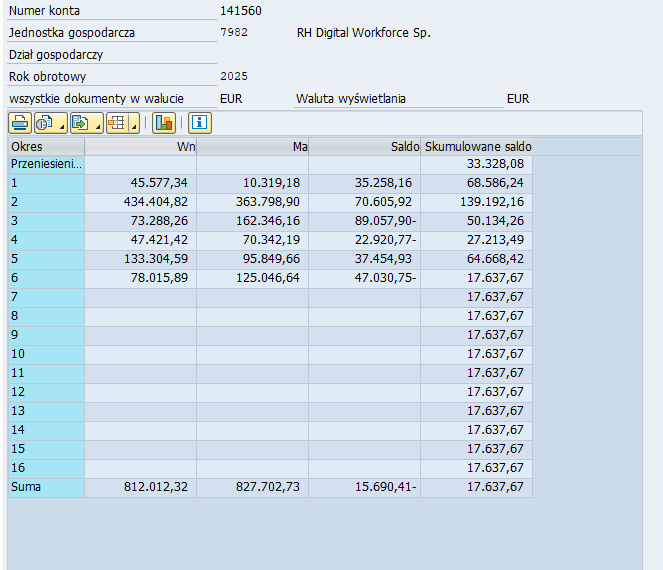 Numer konta 141560
Jednostka gospodarcza 7982 RH Digital Workforce Sp.
Dział gospodarczy
Rok obrotowy 2025
wszystkie dokumenty w walucie EUR Waluta wyświetlania EUR
Okres Wn Ma Saldo Skumulowane saldo
Przeniesieni... 33.328,08
1 45.577,34 10.319,18 35.258,16 68.586,24
2 434.404,82 363.798,90 70.605,92 139.192,16
3 73.288,26 162.346,16 89.057,90- 50.134,26
4 47.421,42 70.342,19 22.920,77- 27.213,49
5 133.304,59 95.849,66 37.454,93 64.668,42
6 78.015,89 125.046,64 47.030,75- 17.637,67
7 17.637,67
8 17.637,67
9 17.637,67
10 17.637,67
11 17.637,67
12 17.637,67
13 17.637,67
14 17.637,67
15 17.637,67
16 17.637,67
Suma 812.012,32 827.702,73 15.690,41- 17.637,67